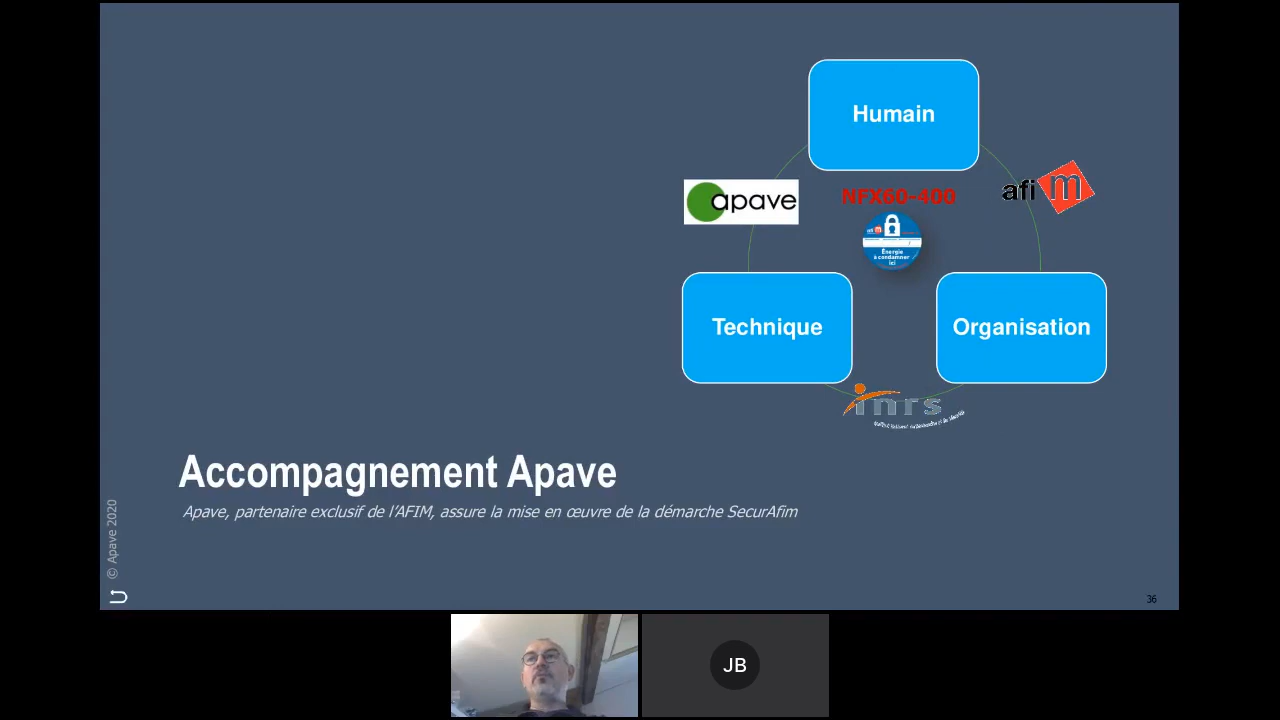 Humain
apave
NFX60-400
afim
Énergie
à condamner
ici
Technique
Organisation
inrs
Accompagnement Apave
Apave, partenaire exclusif de l'AFIM, assure la mise en œuvre de la démarche SecurAfim
© Apave 2020
36
JB